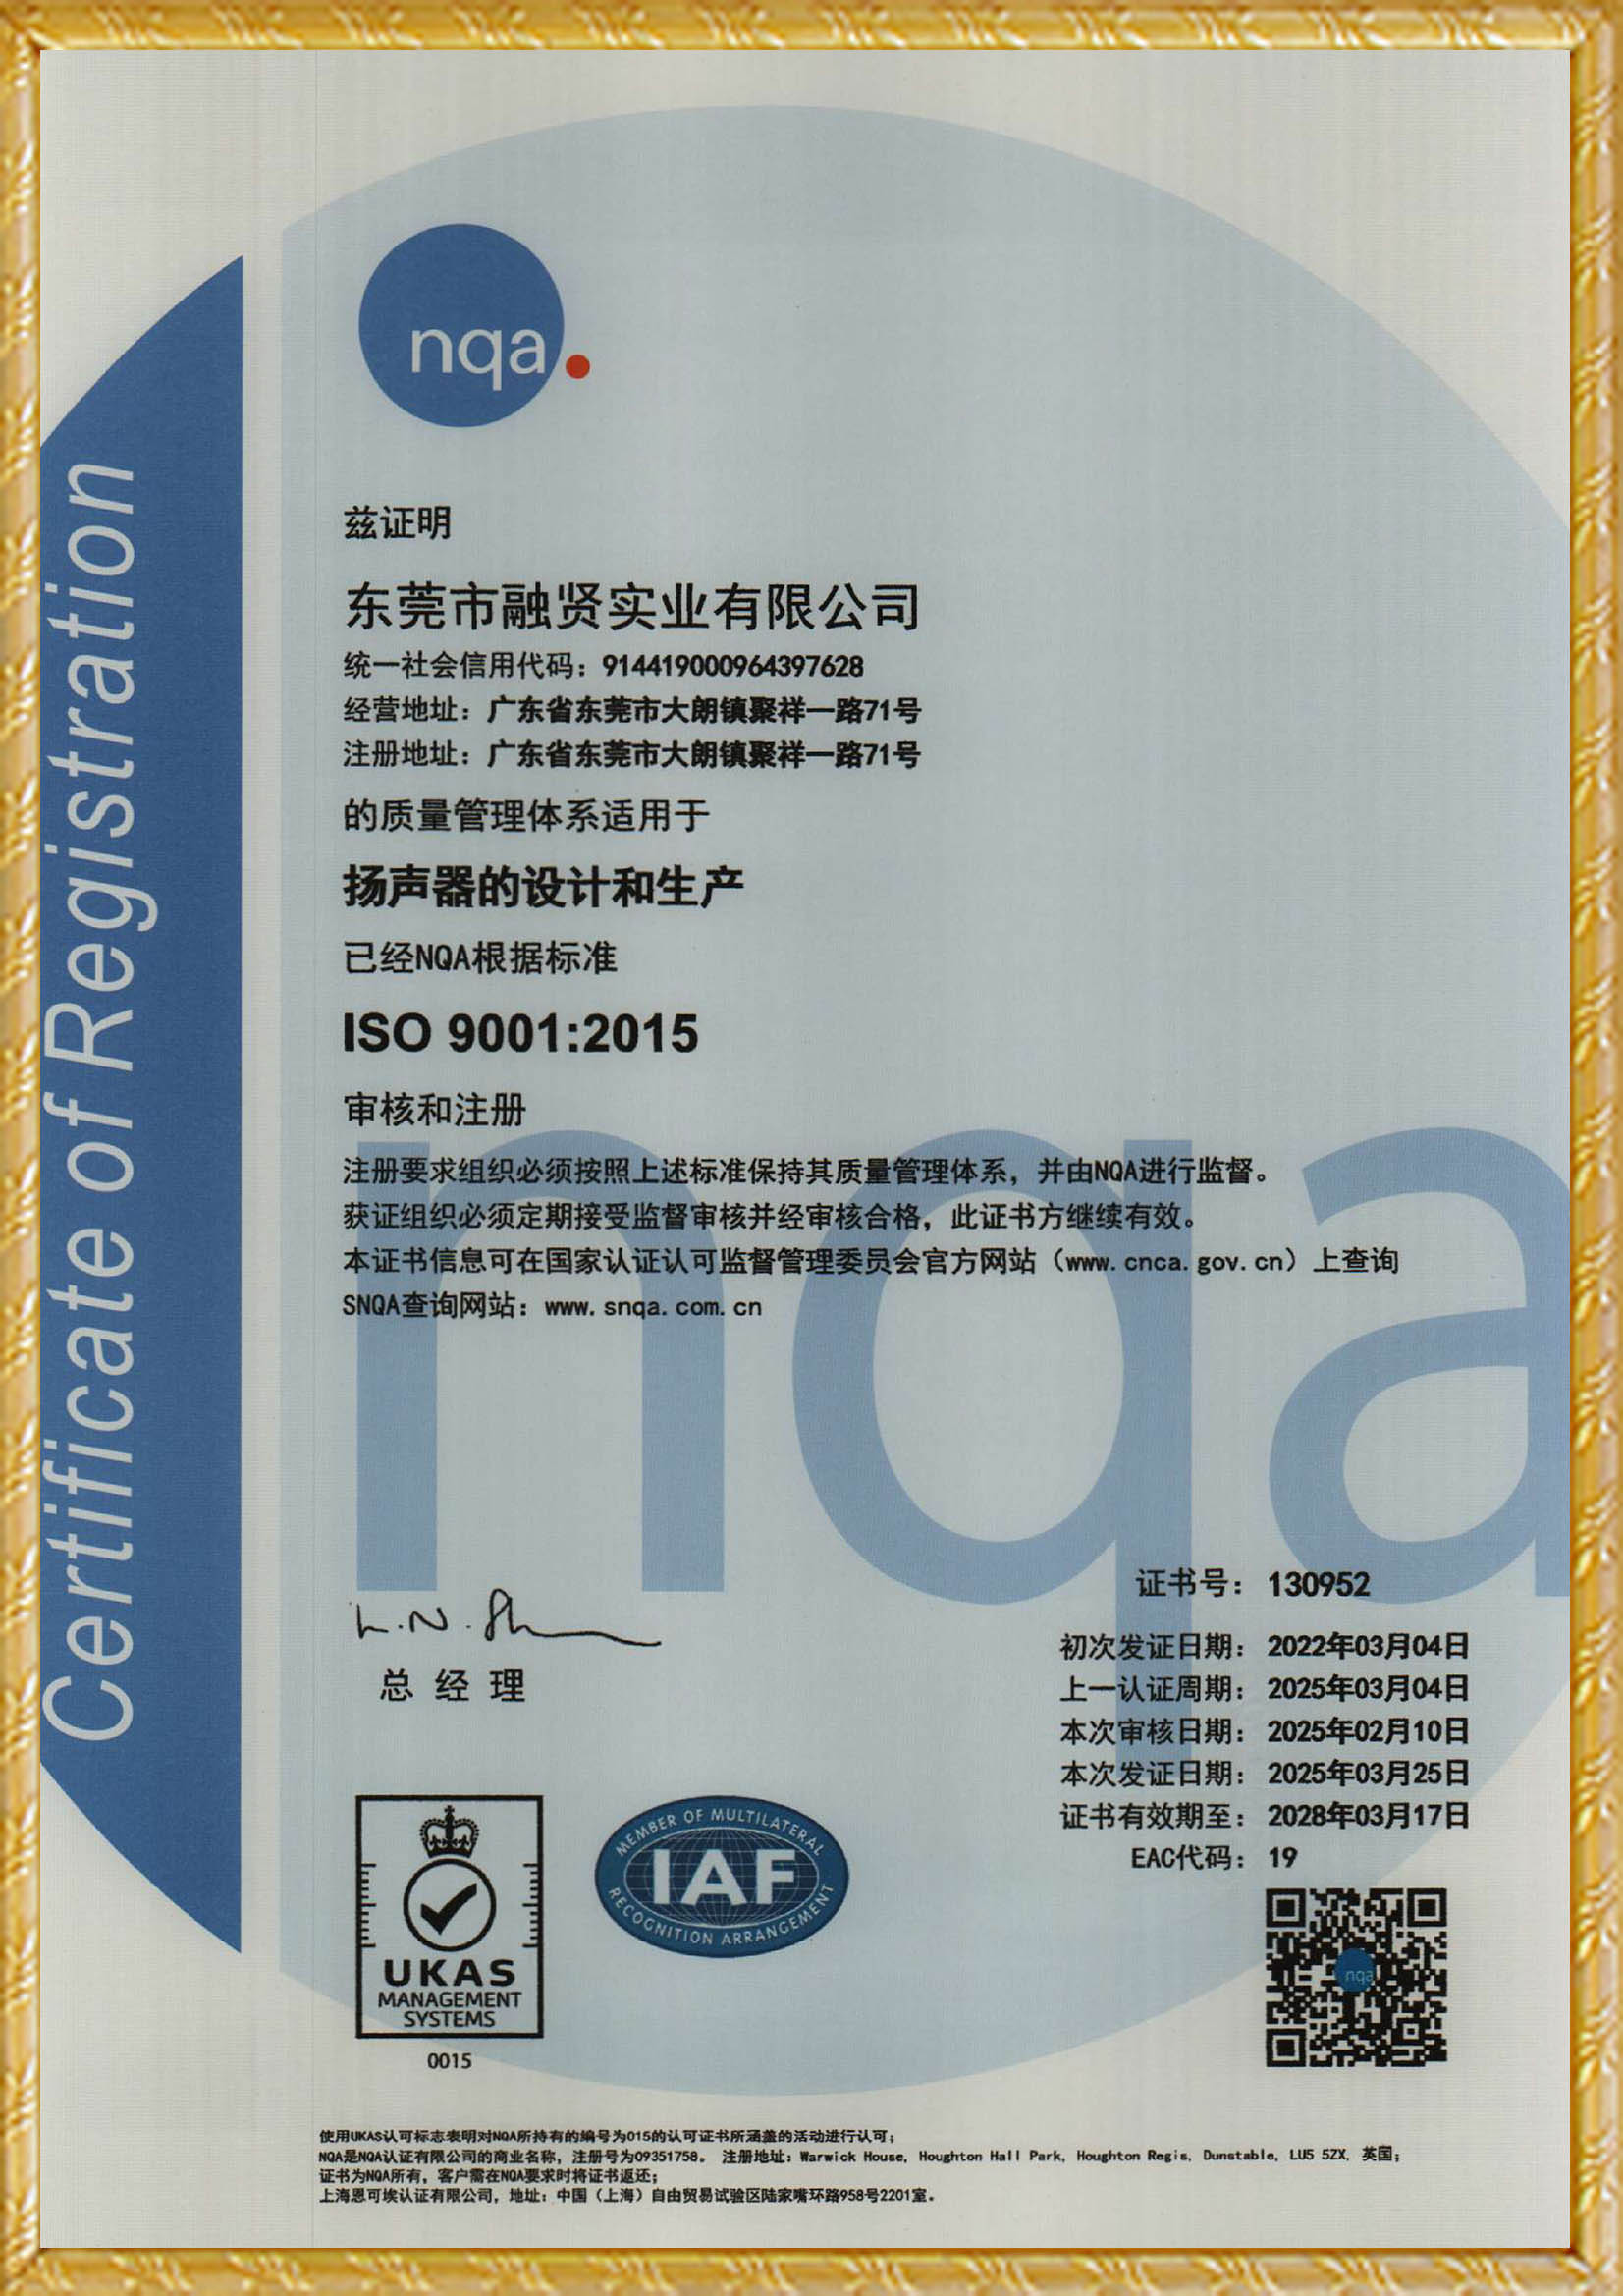 Certificate of Registration
nqa.
兹证明
东莞市融贤实业有限公司
统一社会信用代码：914419000964397628
经营地址：广东省东莞市大朗镇聚祥一路71号
注册地址：广东省东莞市大朗镇聚祥一路71号
的质量管理体系适用于
扬声器的设计和生产
已经NQA根据标准
ISO 9001:2015
审核和注册
注册要求组织必须按照上述标准保持其质量管理体系，并由NQA进行监督。
获证组织必须定期接受监督审核并经审核合格，此证书方继续有效。
本证书信息可在国家认证认可监督管理委员会官方网站（www.cnca.gov.cn）上查询
SNQA查询网站：www.snqa.com.cn
nqa
总经理
证书号：130952
初次发证日期：2022年03月04日
上一认证周期：2025年03月04日
本次审核日期：2025年02月10日
本次发证日期：2025年03月25日
证书有效期至：2028年03月17日
EAC代码：19
UKAS
MANAGEMENT
SYSTEMS
0015
MEMBER OF MULTILATERAL
IAF
RECOGNITION ARRANGEMENT
nqa
使用UKAS认可标志表明对NQA所持有的编号为015的认可证书所涵盖的活动进行认可；
NQA是NQA认证有限公司的商业名称，注册号为09351758。 注册地址：Warwick House, Houghton Hall Park, Houghton Regis, Dunstable, LU5 5ZX, 英国；
证书为NQA所有，客户需在NQA要求时将证书返还；
上海恩可埃认证有限公司，地址：中国（上海）自由贸易试验区陆家嘴环路958号2201室。